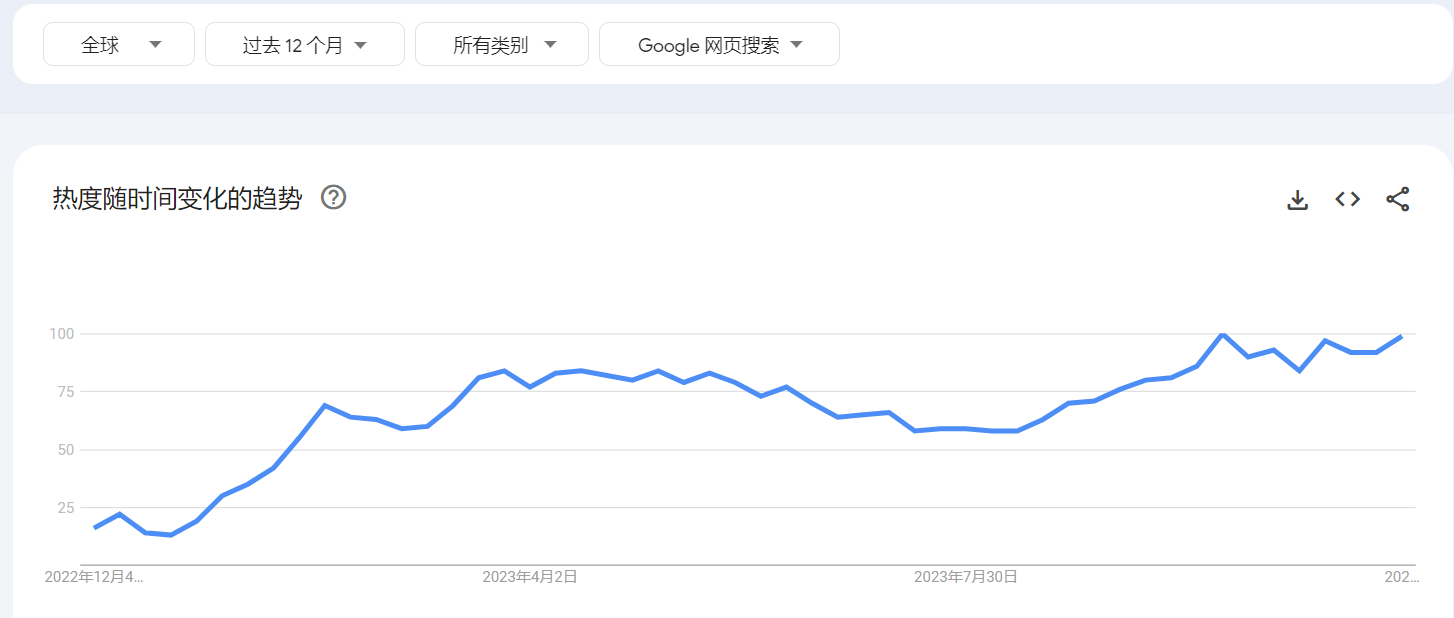 全球
过去 12 个月
所有类别
Google 网页搜索
热度随时间变化的趋势
100
75
50
25
2022年12月4...
2023年4月2日
2023年7月30日
202...